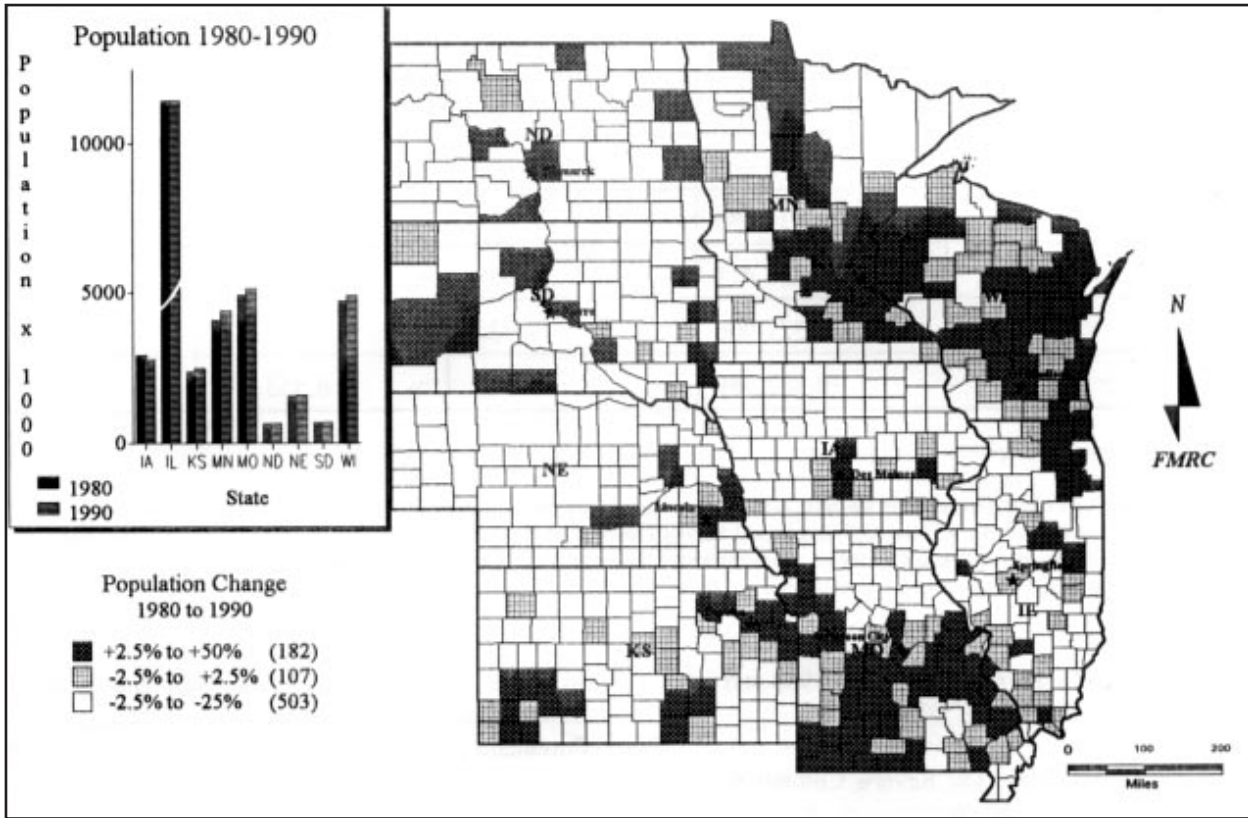 Population 1980-1990
Population x 1000
10000
5000
0
IA IL KS MN MO ND NE SD WI
1980
1990
State
Population Change
1980 to 1990
+2.5% to +50% (182)
-2.5% to +2.5% (107)
-2.5% to -25% (503)
ND
MN
SD
WI
IA
Des Moines
NE
Lincoln
Springfield
IL
KS
MO
N
FMRC
0 100 200
Miles